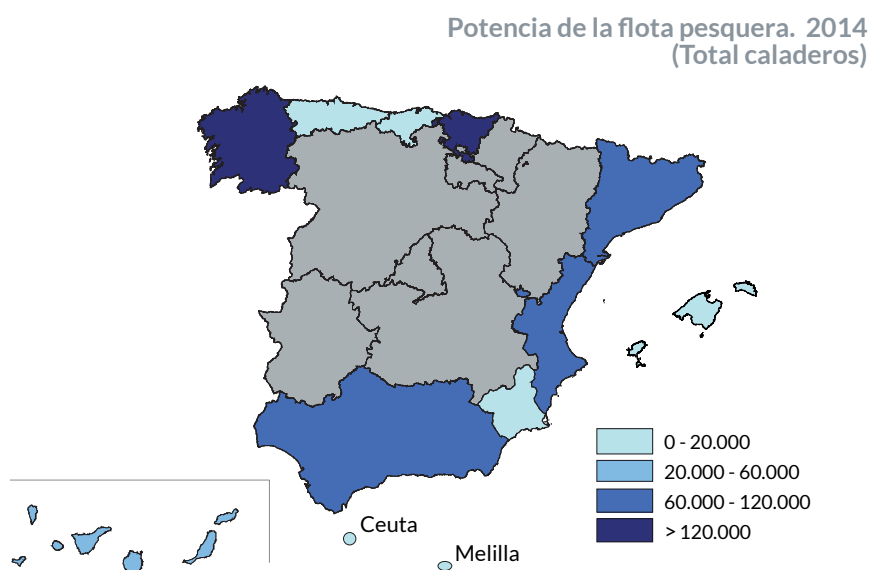 Potencia de la flota pesquera.  2014
(Total caladeros)
0 - 20.000
20.000 - 60.000
60.000 - 120.000
> 120.000
Ceuta
Melilla